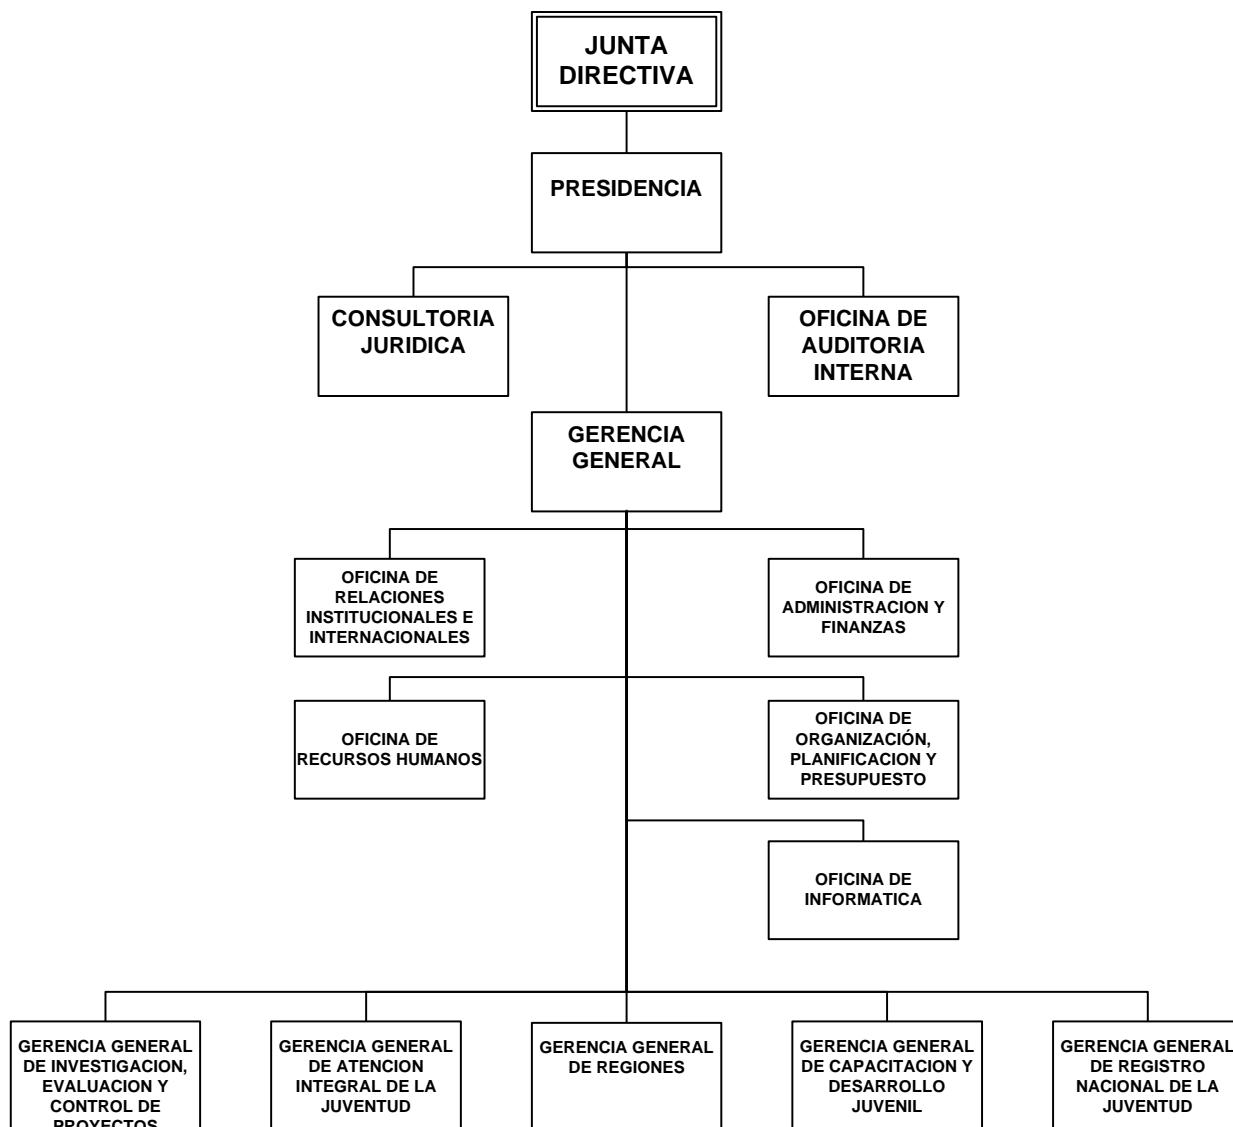 JUNTA
DIRECTIVA
PRESIDENCIA
CONSULTORIA
JURIDICA
OFICINA DE
AUDITORIA
INTERNA
GERENCIA
GENERAL
OFICINA DE
RELACIONES
INSTITUCIONALES E
INTERNACIONALES
OFICINA DE
ADMINISTRACION Y
FINANZAS
OFICINA DE
RECURSOS HUMANOS
OFICINA DE
ORGANIZACIÓN,
PLANIFICACION Y
PRESUPUESTO
OFICINA DE
INFORMATICA
GERENCIA GENERAL
DE INVESTIGACION,
EVALUACION Y
CONTROL DE
PROYECTOS
GERENCIA GENERAL
DE ATENCION
INTEGRAL DE LA
JUVENTUD
GERENCIA GENERAL
DE REGIONES
GERENCIA GENERAL
DE CAPACITACION Y
DESARROLLO
JUVENIL
GERENCIA GENERAL
DE REGISTRO
NACIONAL DE LA
JUVENTUD